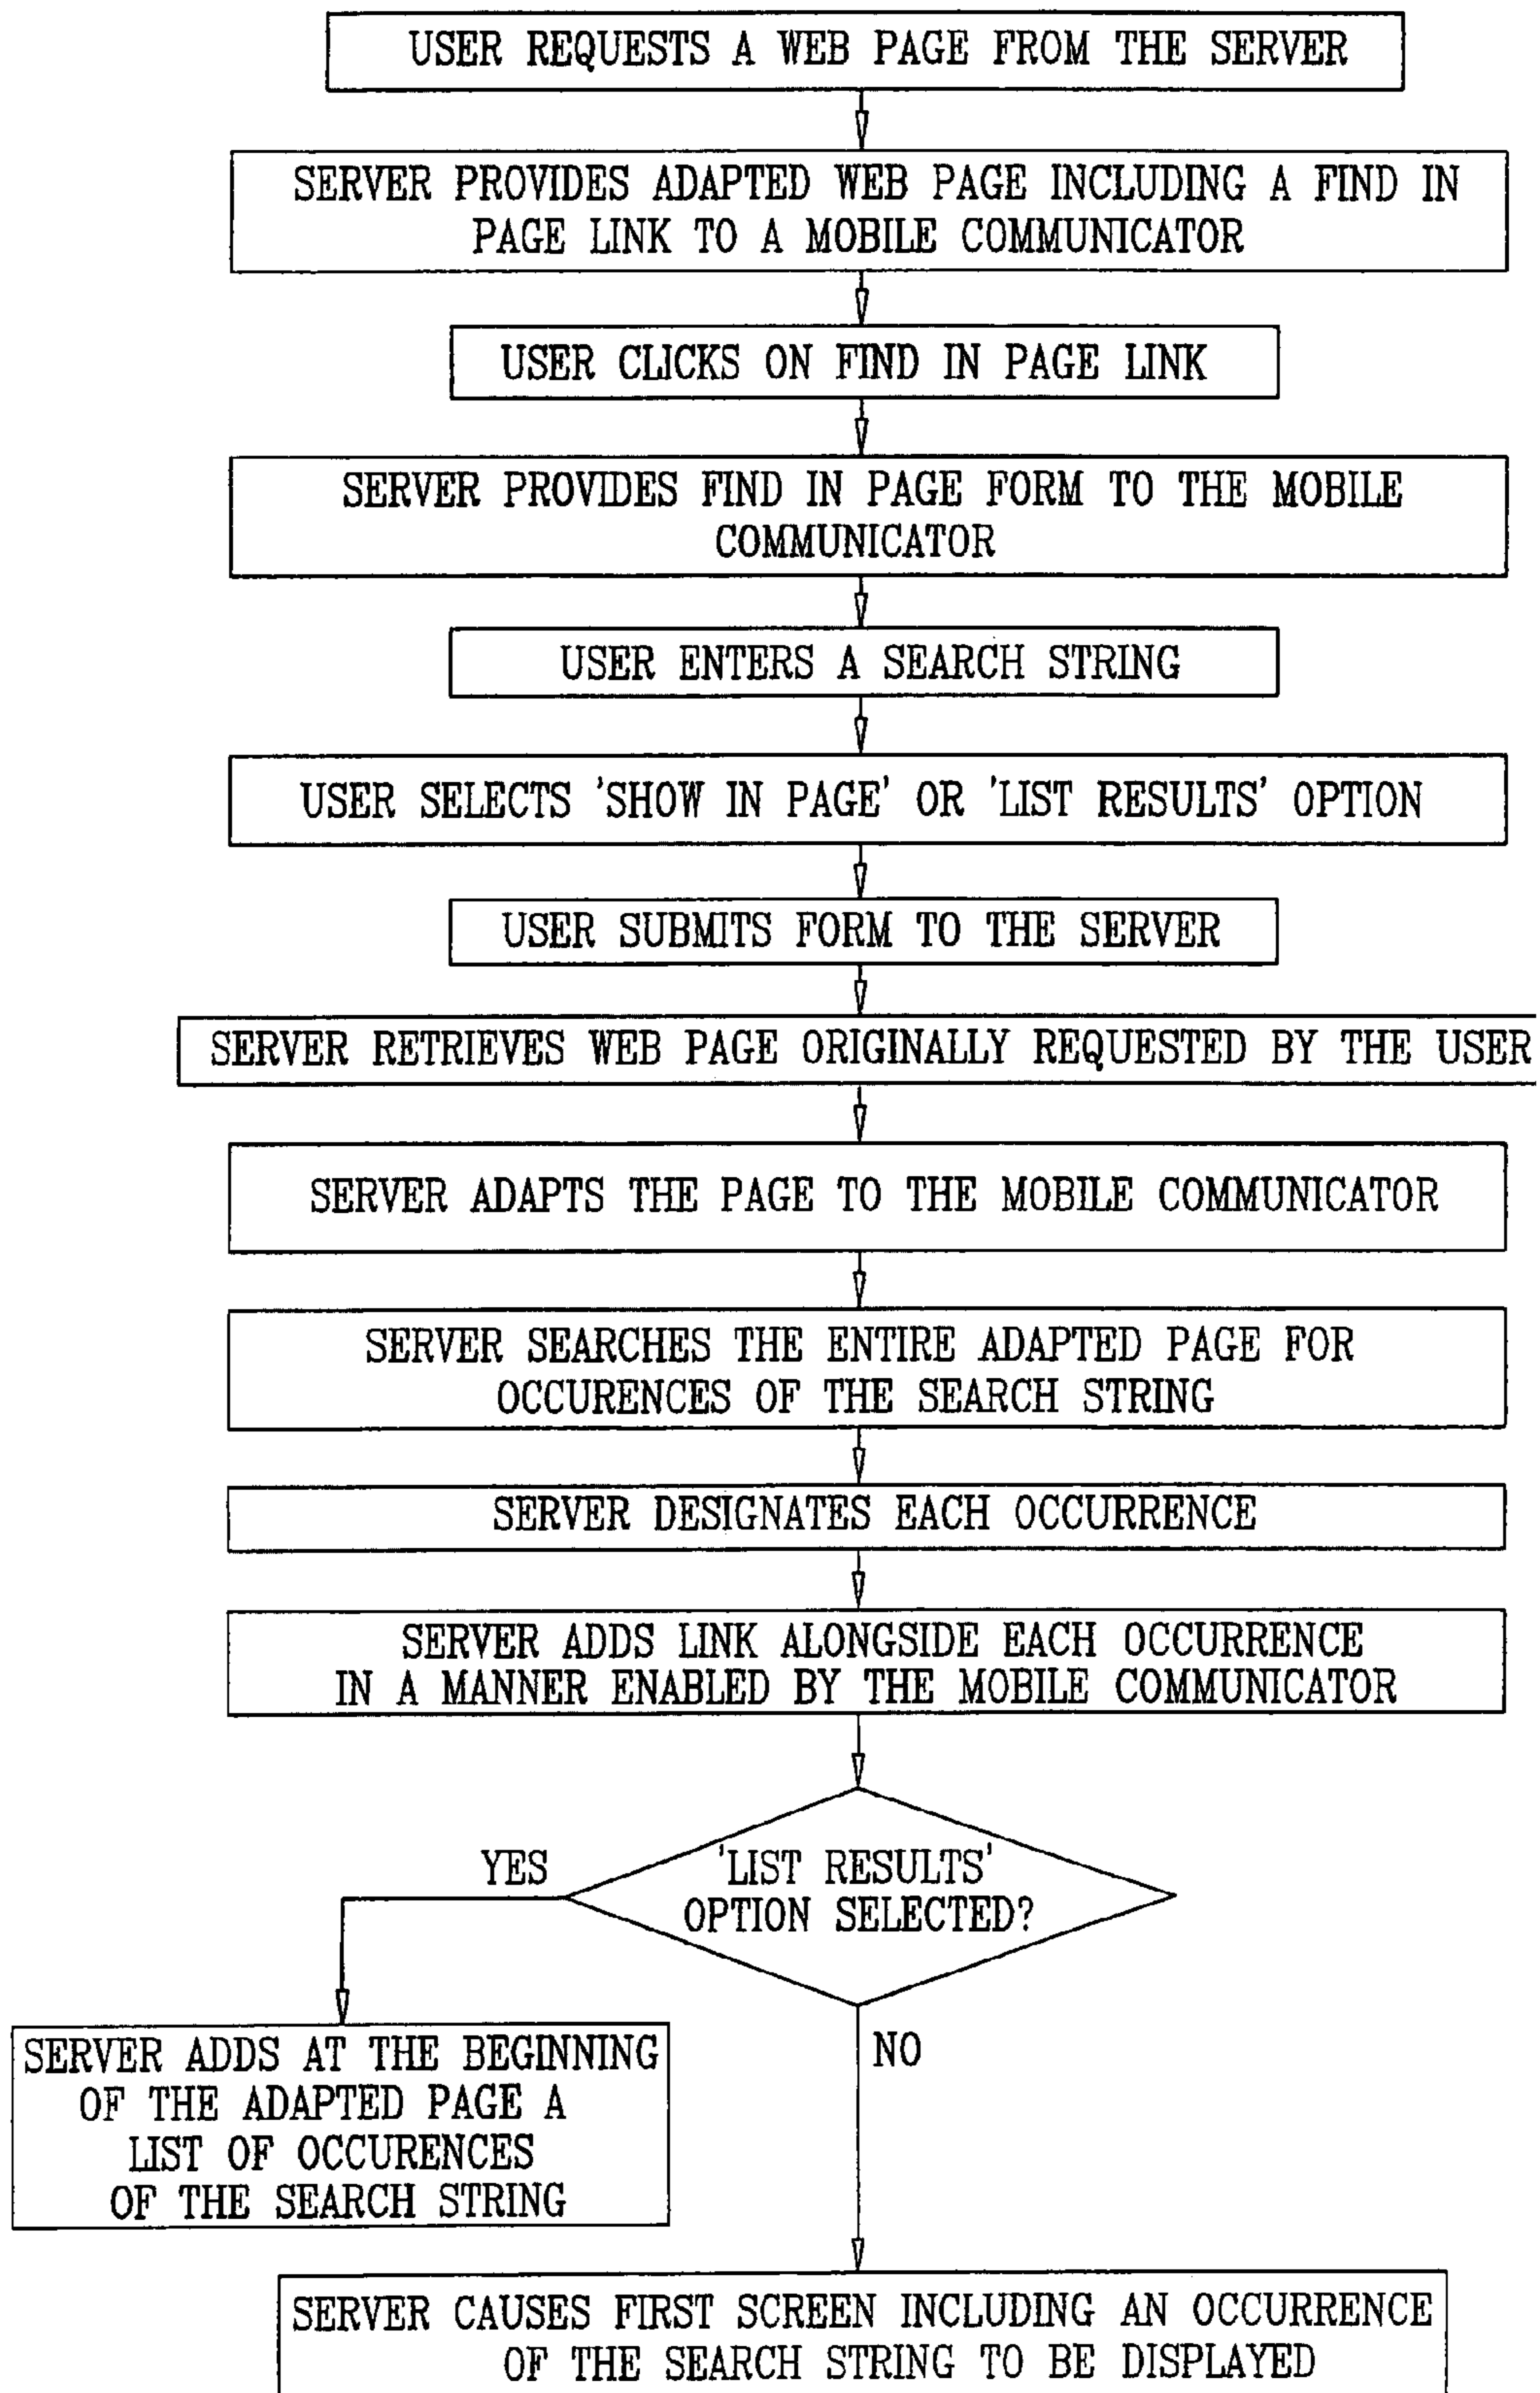 USER REQUESTS A WEB PAGE FROM THE SERVER
SERVER PROVIDES ADAPTED WEB PAGE INCLUDING A FIND IN
PAGE LINK TO A MOBILE COMMUNICATOR
USER CLICKS ON FIND IN PAGE LINK
SERVER PROVIDES FIND IN PAGE FORM TO THE MOBILE
COMMUNICATOR
USER ENTERS A SEARCH STRING
USER SELECTS 'SHOW IN PAGE' OR 'LIST RESULTS' OPTION
USER SUBMITS FORM TO THE SERVER
SERVER RETRIEVES WEB PAGE ORIGINALLY REQUESTED BY THE USER
SERVER ADAPTS THE PAGE TO THE MOBILE COMMUNICATOR
SERVER SEARCHES THE ENTIRE ADAPTED PAGE FOR
OCCURENCES OF THE SEARCH STRING
SERVER DESIGNATES EACH OCCURRENCE
SERVER ADDS LINK ALONGSIDE EACH OCCURRENCE
IN A MANNER ENABLED BY THE MOBILE COMMUNICATOR
YES
'LIST RESULTS'
OPTION SELECTED?
NO
SERVER ADDS AT THE BEGINNING
OF THE ADAPTED PAGE A
LIST OF OCCURENCES
OF THE SEARCH STRING
SERVER CAUSES FIRST SCREEN INCLUDING AN OCCURRENCE
OF THE SEARCH STRING TO BE DISPLAYED